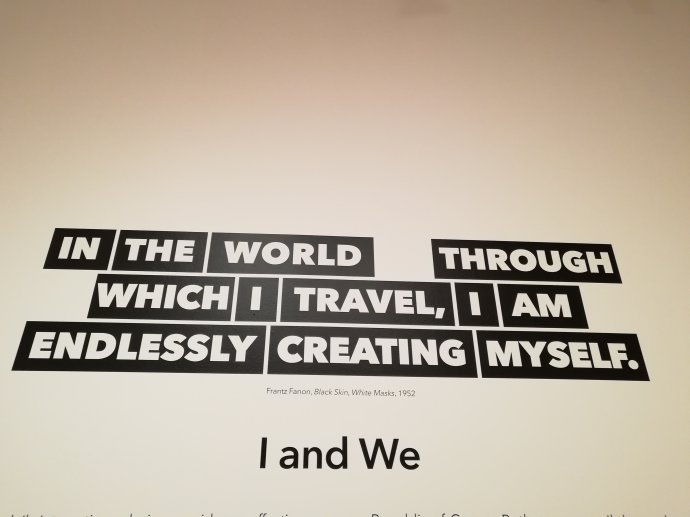 IN THE WORLD THROUGH
WHICH I TRAVEL, I AM
ENDLESSLY CREATING MYSELF.
Frantz Fanon, Black Skin, White Masks, 1952
I and We